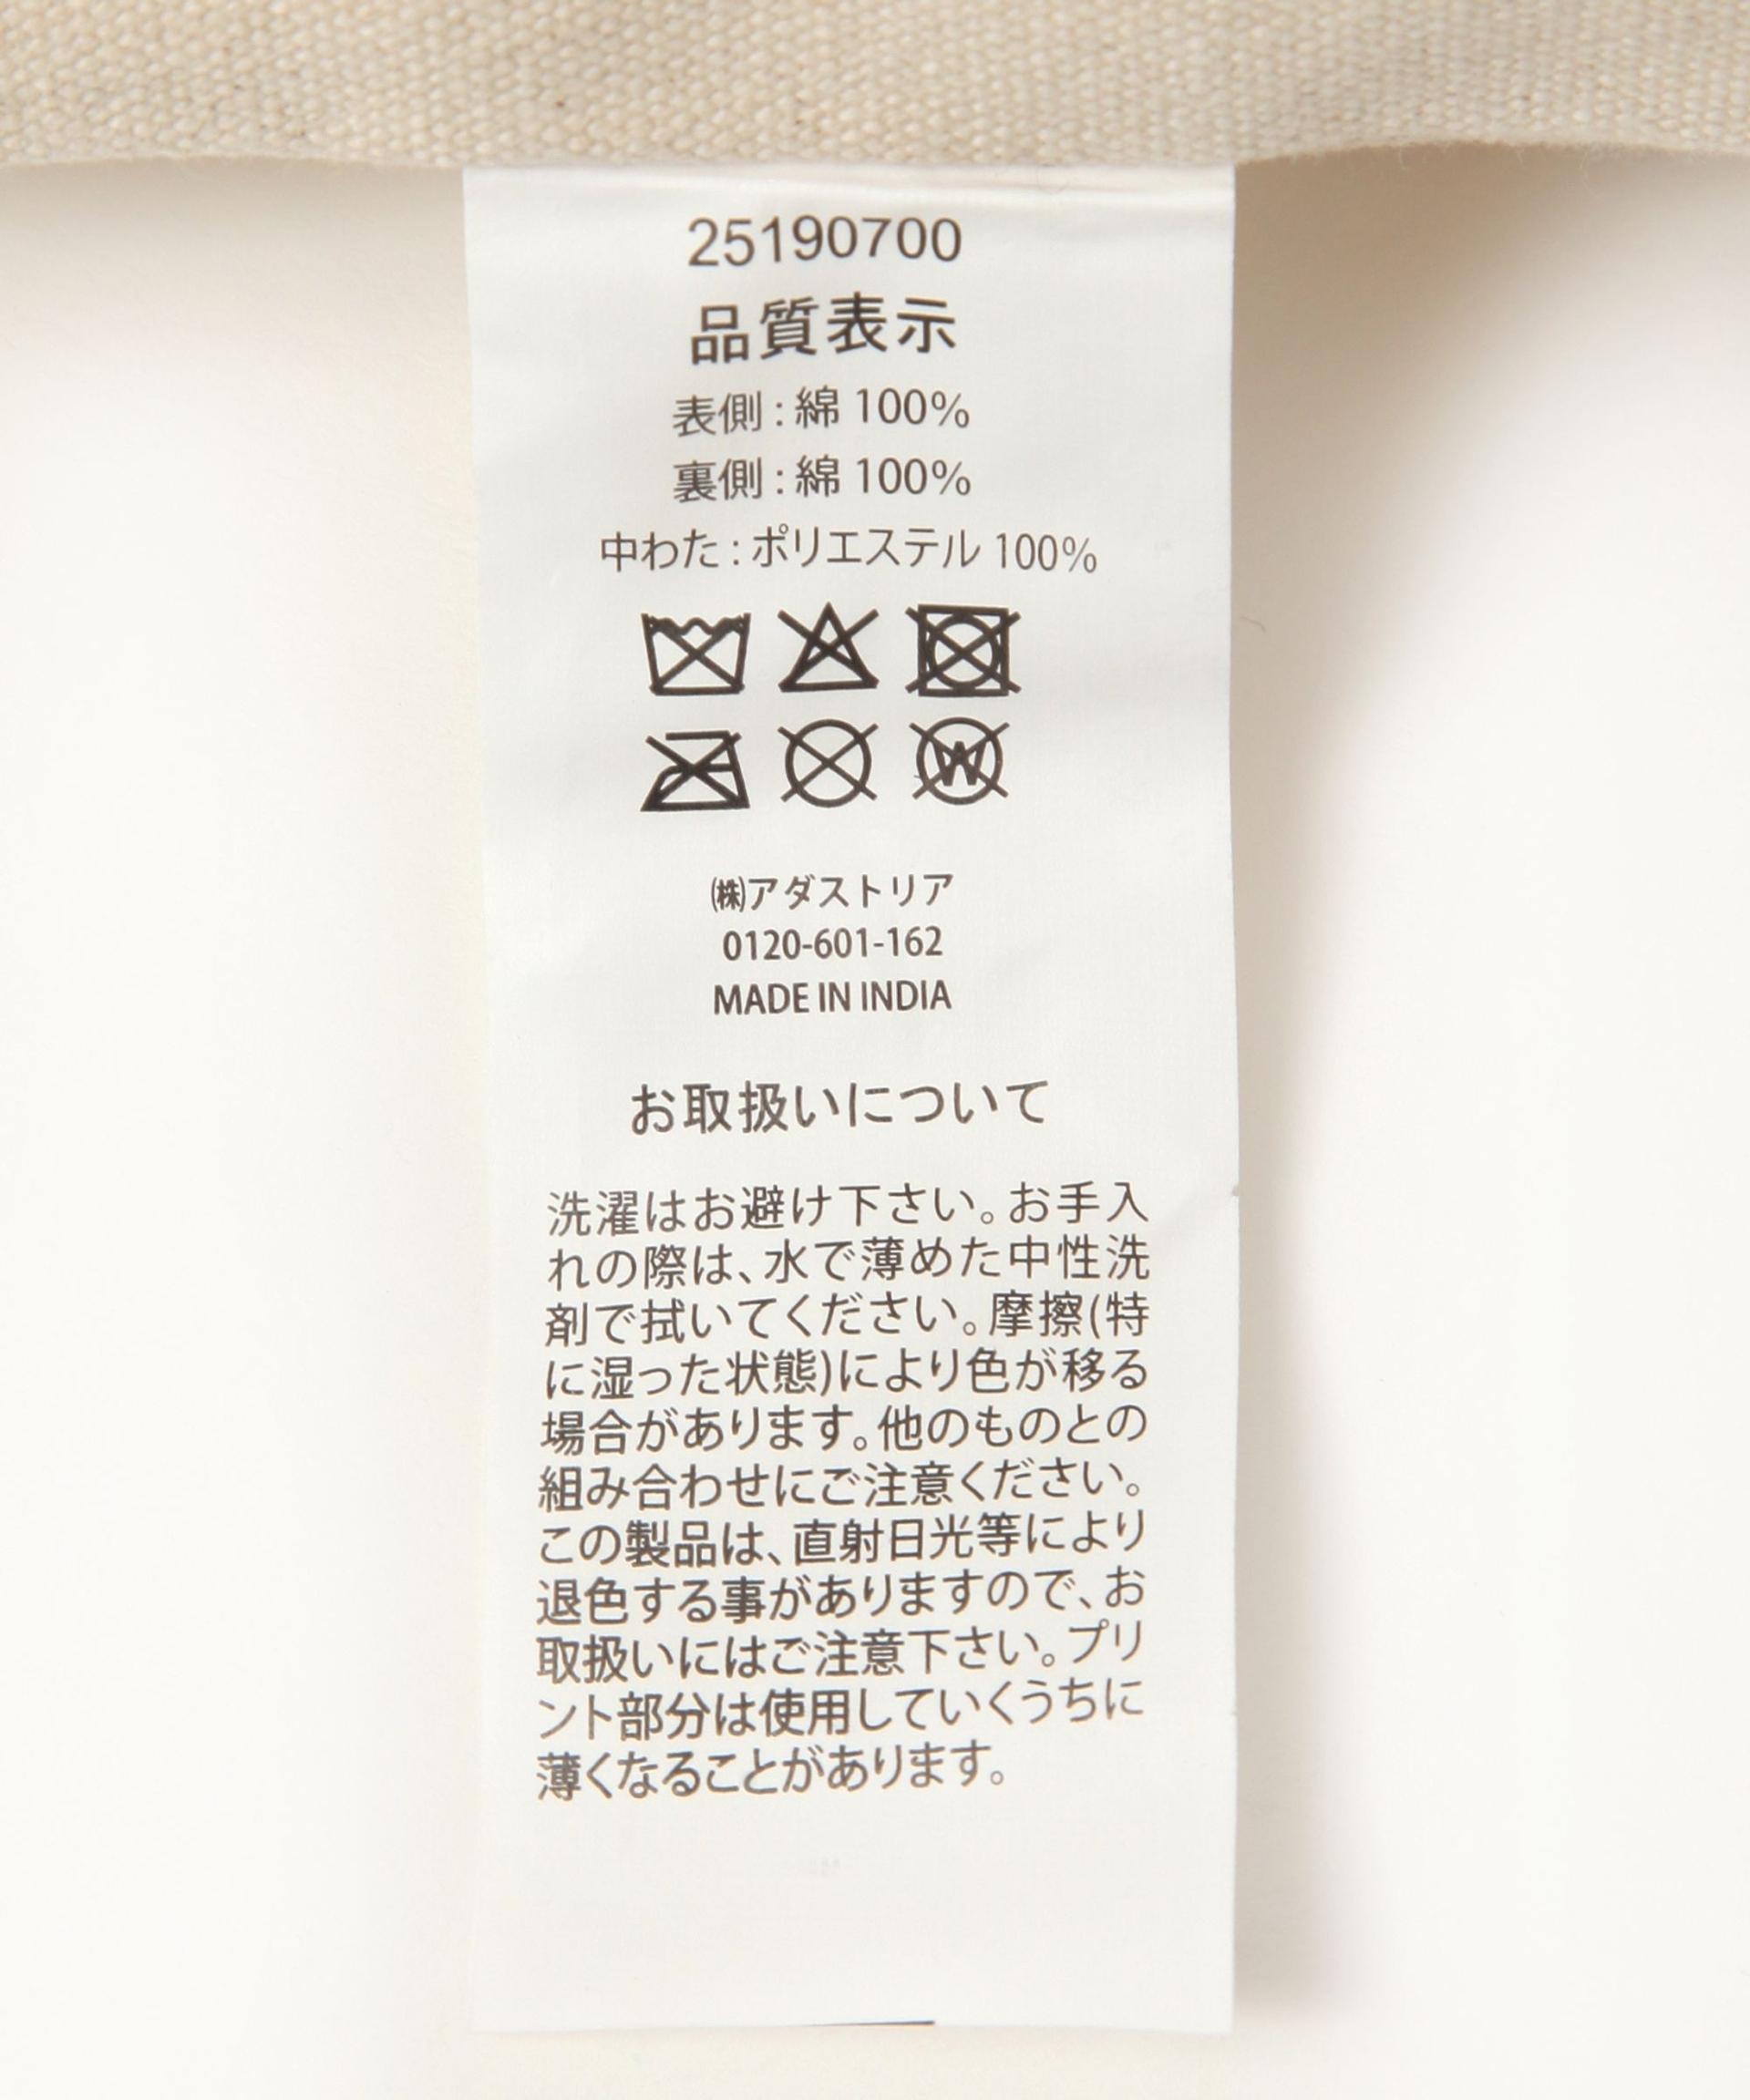 25190700
品質表示
表側:綿 100%
裏側:綿 100%
中わた:ポリエステル 100%
W
㈱アダストリア
0120-601-162
MADE IN INDIA
お取扱いについて
洗濯はお避け下さい。お手入
れの際は、水で薄めた中性洗
剤で拭いてください。摩擦(特
に湿った状態)により色が移る
場合があります。他のものとの
組み合わせにご注意ください。
この製品は、直射日光等により
退色する事がありますので、お
取扱いにはご注意下さい。プリ
ント部分は使用していくうちに
薄くなることがあります。